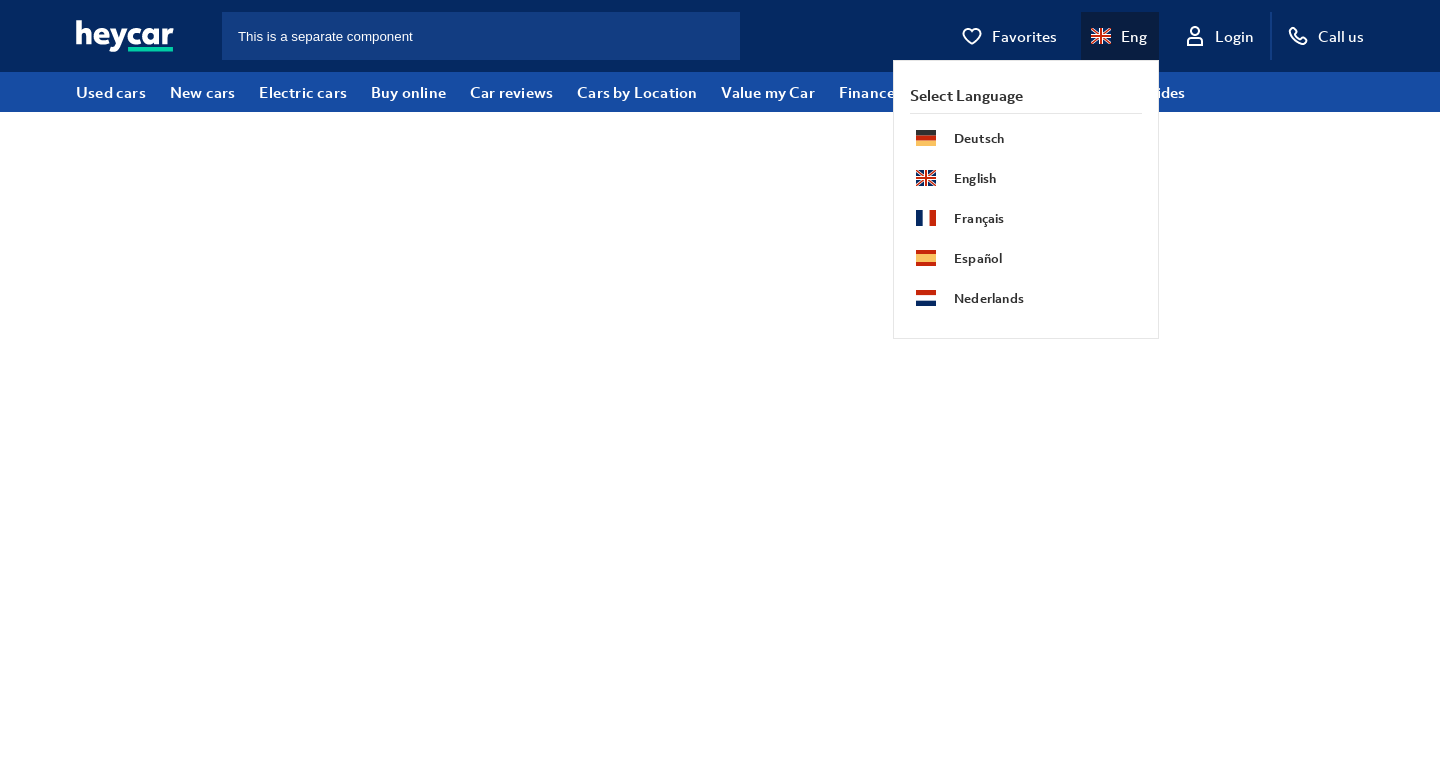 heycar
This is a separate component
Favorites
Eng
Login
Call us
Used cars
New cars
Electric cars
Buy online
Car reviews
Cars by Location
Value my Car
Finance
ides
Select Language
Deutsch
English
Français
Español
Nederlands